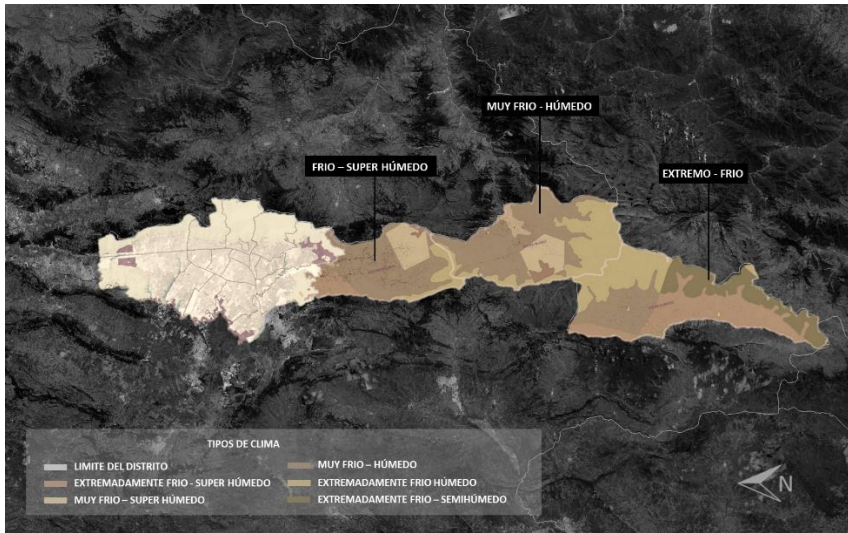 MUY FRIO - HÚMEDO
FRIO – SUPER HÚMEDO
EXTREMO - FRIO
TIPOS DE CLIMA
LIMITE DEL DISTRITO
EXTREMADAMENTE FRIO - SUPER HÚMEDO
MUY FRIO – SUPER HÚMEDO
MUY FRIO – HÚMEDO
EXTREMADAMENTE FRIO HÚMEDO
EXTREMADAMENTE FRIO – SEMIHÚMEDO
N